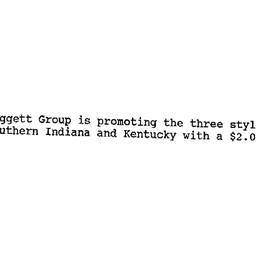 ggett Group is promoting the three styl
uthern Indiana and Kentucky with a $2.0